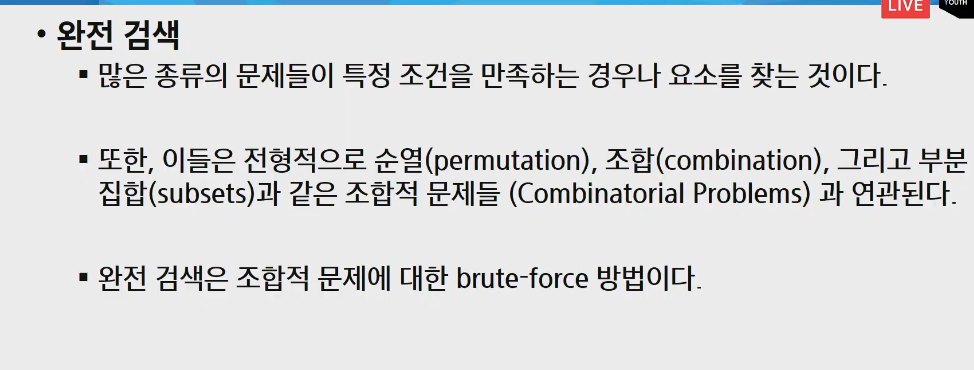 LIVE
YOUTH
• 완전 검색
▪ 많은 종류의 문제들이 특정 조건을 만족하는 경우나 요소를 찾는 것이다.
▪ 또한, 이들은 전형적으로 순열(permutation), 조합(combination), 그리고 부분
집합(subsets)과 같은 조합적 문제들 (Combinatorial Problems) 과 연관된다.
▪ 완전 검색은 조합적 문제에 대한 brute-force 방법이다.